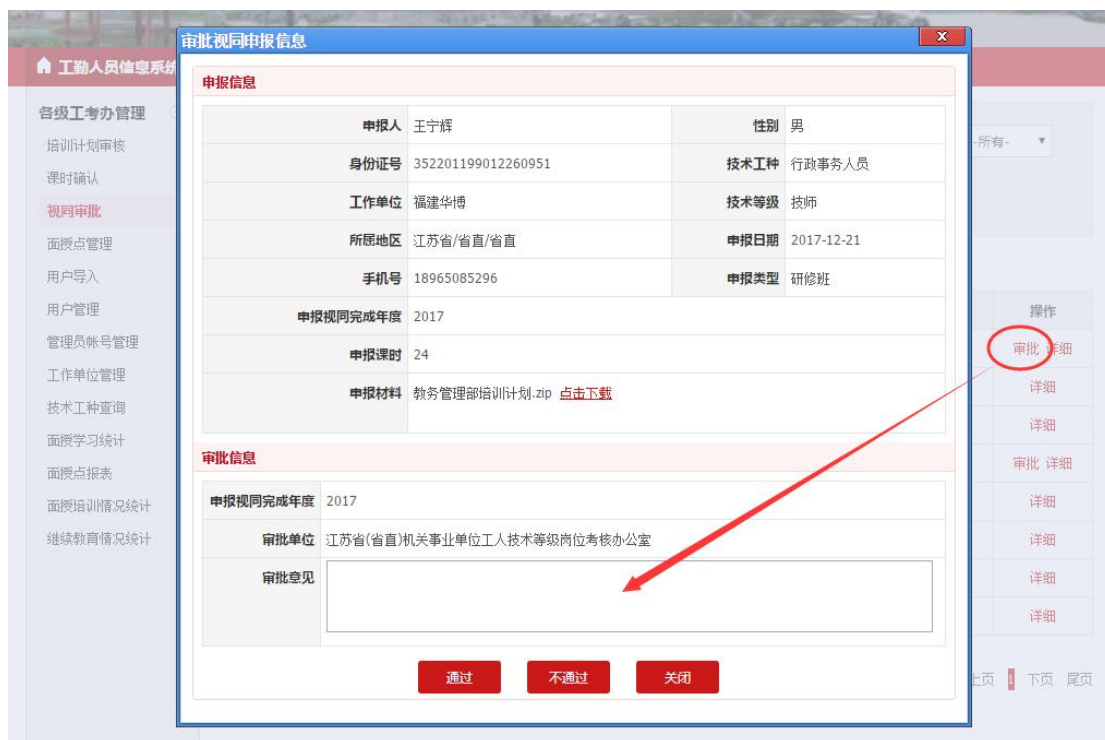 审批视同申报信息
X
工勤人员信息系统
申报信息
各级工考办管理
培训计划审核
课时确认
视同审批
面授点管理
用户导入
用户管理
管理员帐号管理
工作单位管理
技术工种查询
面授学习统计
面授点报表
面授培训情况统计
继续教育情况统计
申报人 王宁辉 性别 男
身份证号 352201199012260951 技术工种 行政事务人员
工作单位 福建华博 技术等级 技师
所属地区 江苏省/省直/省直 申报日期 2017-12-21
手机号 18965085296 申报类型 研修班
申报视同完成年度 2017
申报课时 24
申报材料 教务管理部培训计划.zip 点击下载
审批信息
申报视同完成年度 2017
审批单位 江苏省(省直)机关事业单位工人技术等级岗位考核办公室
审批意见
通过 不通过 关闭
-所有-
操作
审批 详细
详细
详细
审批 详细
详细
详细
详细
详细
上页 1 下页 尾页